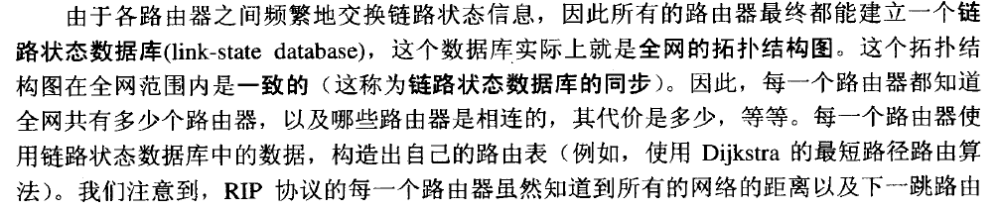 由于各路由器之间频繁地交换链路状态信息，因此所有的路由器最终都能建立一个链
路状态数据库(link-state database)，这个数据库实际上就是全网的拓扑结构图。这个拓扑结
构图在全网范围内是一致的（这称为链路状态数据库的同步）。因此，每一个路由器都知道
全网共有多少个路由器，以及哪些路由器是相连的，其代价是多少，等等。每一个路由器使
用链路状态数据库中的数据，构造出自己的路由表（例如，使用 Dijkstra 的最短路径路由算
法）。我们注意到，RIP 协议的每一个路由器虽然知道到所有的网络的距离以及下一跳路由